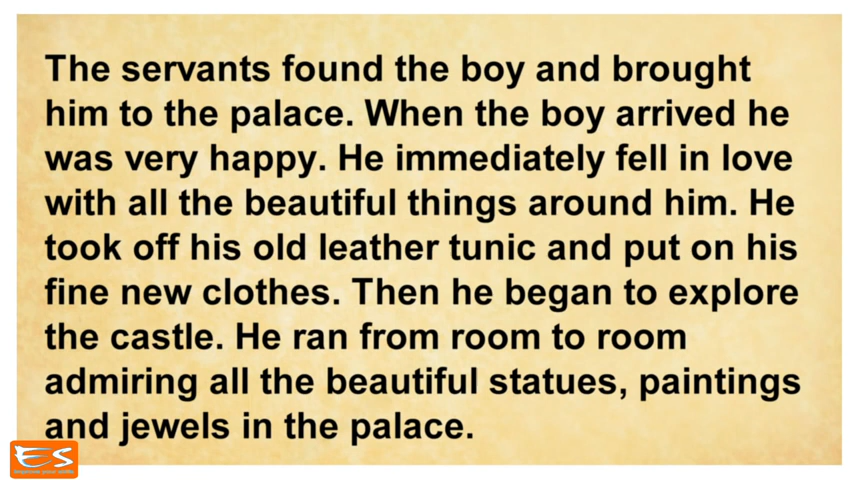 The servants found the boy and brought
him to the palace. When the boy arrived he
was very happy. He immediately fell in love
with all the beautiful things around him. He
took off his old leather tunic and put on his
fine new clothes. Then he began to explore
the castle. He ran from room to room
admiring all the beautiful statues, paintings
and jewels in the palace.
ES